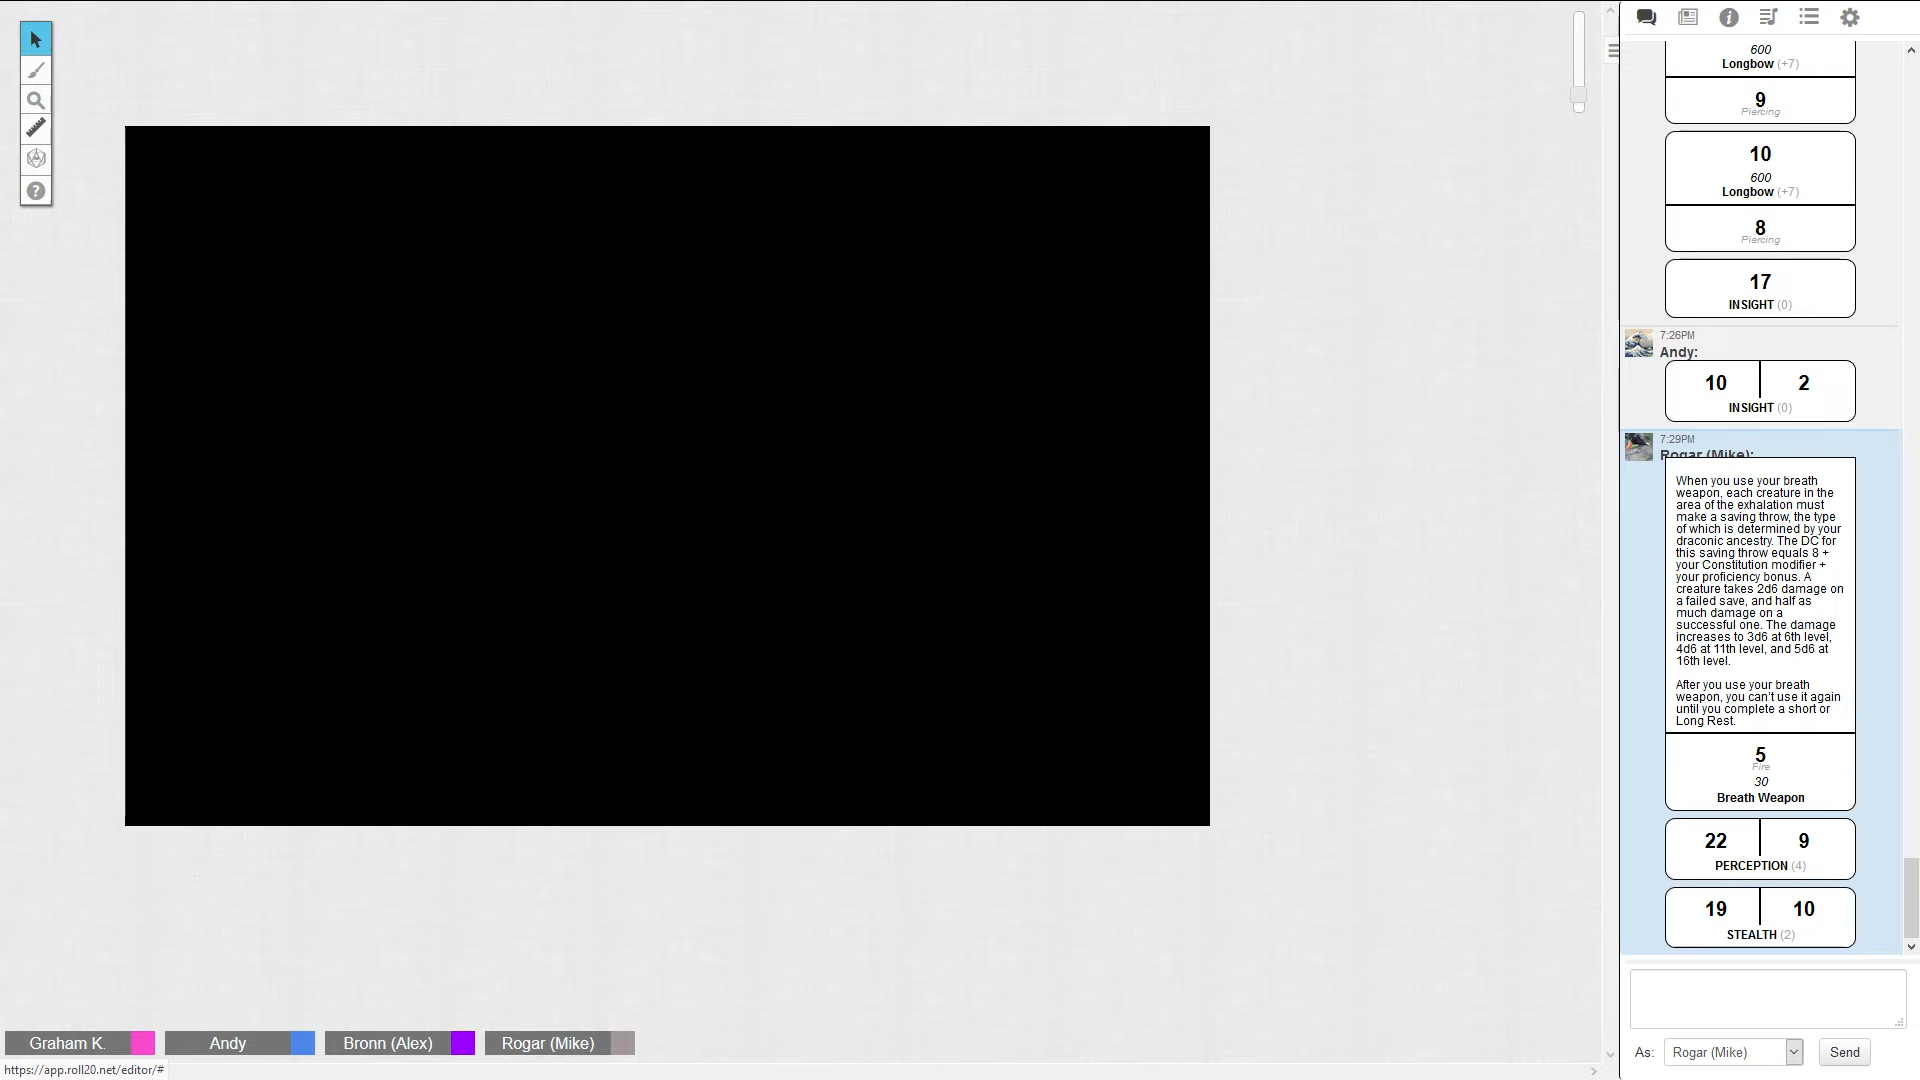 600
Longbow (+7)
9
Piercing
10
600
Longbow (+7)
8
Piercing
17
INSIGHT (0)
7:26PM
Andy:
10 2
INSIGHT (0)
7:29PM
Rogar (Mike):
When you use your breath
weapon, each creature in the
area of the exhalation must
make a saving throw, the type
of which is determined by your
draconic ancestry. The DC for
this saving throw equals 8 +
your Constitution modifier +
your proficiency bonus. A
creature takes 2d6 damage on
a failed save, and half as
much damage on a
successful one. The damage
increases to 3d6 at 6th level,
4d6 at 11th level, and 5d6 at
16th level.
After you use your breath
weapon, you can't use it again
until you complete a short or
Long Rest.
5
Fire
30
Breath Weapon
22 9
PERCEPTION (4)
19 10
STEALTH (2)
As: Rogar (Mike) Send
Graham K. Andy Bronn (Alex) Rogar (Mike)
https://app.roll20.net/editor/#